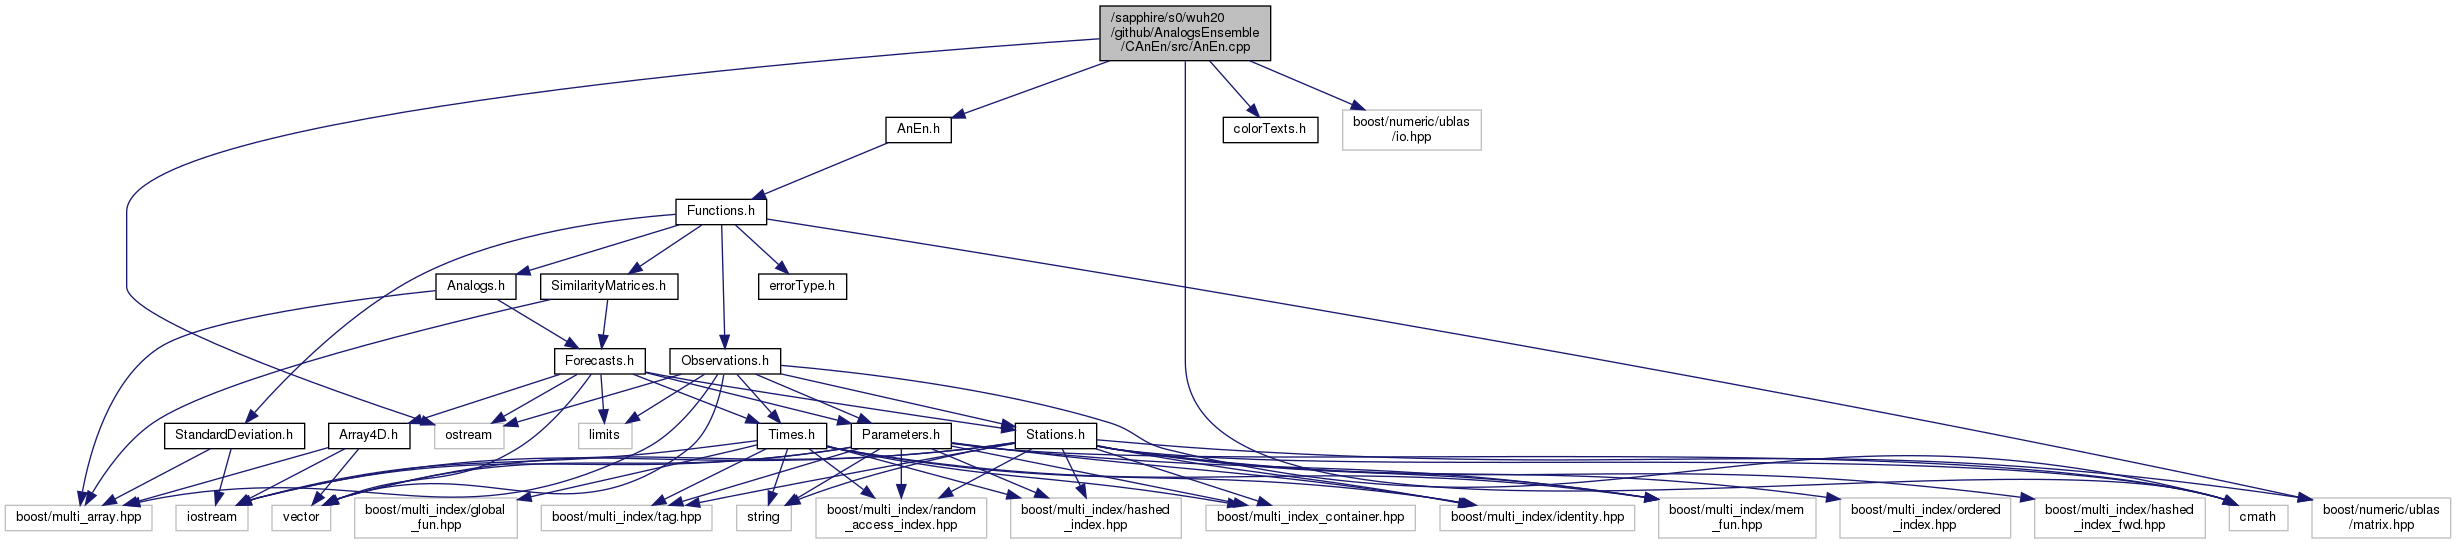 /sapphire/s0/wuh20
/github/AnalogsEnsemble
/CAnEn/src/AnEn.cpp
AnEn.h
colorTexts.h
boost/numeric/ublas
/io.hpp
Functions.h
Analogs.h
SimilarityMatrices.h
errorType.h
Forecasts.h
Observations.h
StandardDeviation.h
Array4D.h
ostream
limits
Times.h
Parameters.h
Stations.h
boost/multi_array.hpp
iostream
vector
boost/multi_index/global
_fun.hpp
boost/multi_index/tag.hpp
string
boost/multi_index/random
_access_index.hpp
boost/multi_index/hashed
_index.hpp
boost/multi_index_container.hpp
boost/multi_index/identity.hpp
boost/multi_index/mem
_fun.hpp
boost/multi_index/ordered
_index.hpp
boost/multi_index/hashed
_index_fwd.hpp
cmath
boost/numeric/ublas
/matrix.hpp